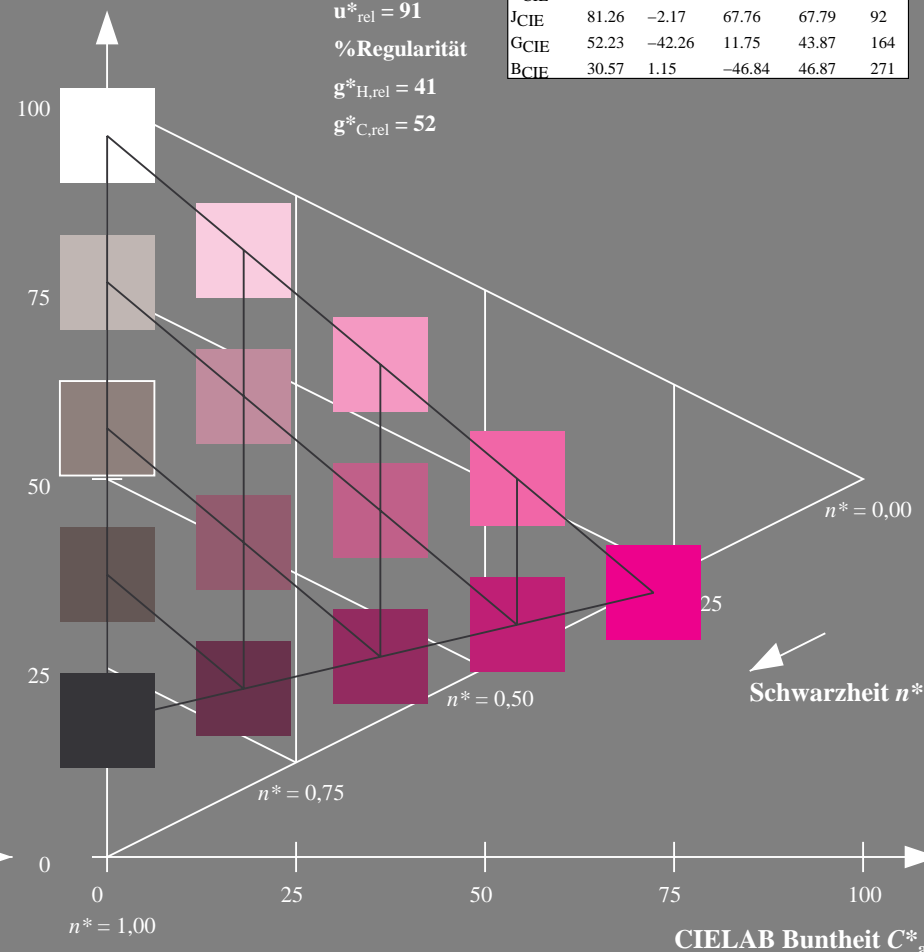 u*rel = 91
%Regularität
g*H,rel = 41
g*C,rel = 52
JCIE 81.26 −2.17 67.76 67.79 92
GCIE 52.23 −42.26 11.75 43.87 164
BCIE 30.57 1.15 −46.84 46.87 271
100
75
50
25
0
n* = 0,00
25
Schwarzheit n*
n* = 0,50
n* = 0,75
0 25 50 75 100
n* = 1,00
CIELAB Buntheit C*